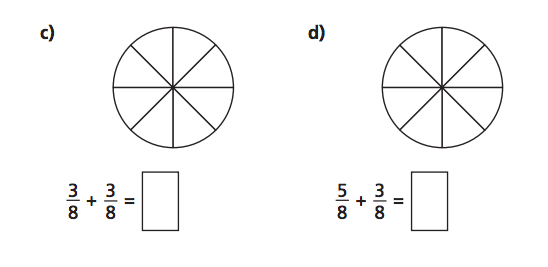 c) d)
3/8 + 3/8 = 5/8 + 3/8 =